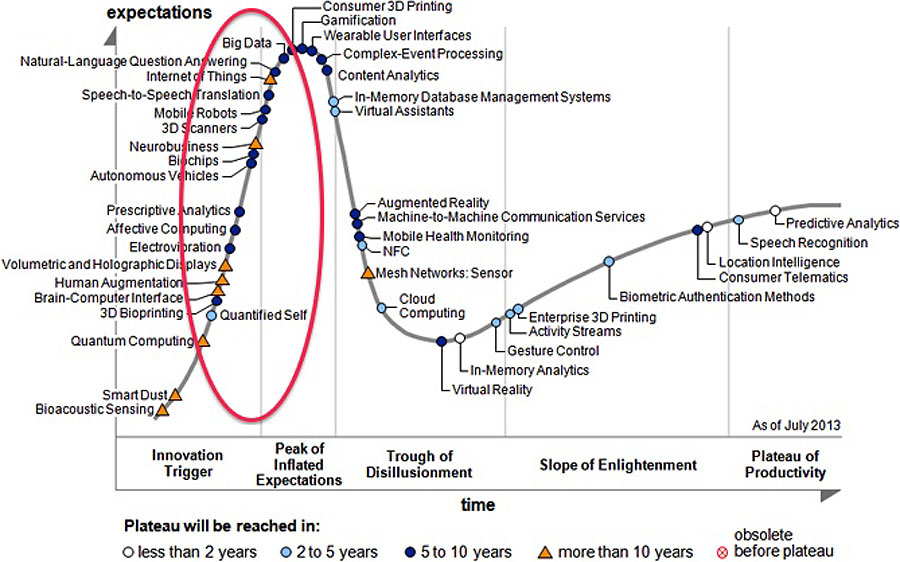 expectations
Consumer 3D Printing
Gamification
Wearable User Interfaces
Big Data
Complex-Event Processing
Natural-Language Question Answering
Content Analytics
Internet of Things
Speech-to-Speech Translation
In-Memory Database Management Systems
Mobile Robots
Virtual Assistants
3D Scanners
Neurobusiness
Biochips
Autonomous Vehicles
Augmented Reality
Prescriptive Analytics
Machine-to-Machine Communication Services
Predictive Analytics
Affective Computing
Mobile Health Monitoring
Speech Recognition
Electrovibration
NFC
Location Intelligence
Volumetric and Holographic Displays
Mesh Networks: Sensor
Consumer Telematics
Human Augmentation
Brain-Computer Interface
Biometric Authentication Methods
3D Bioprinting
Quantified Self
Cloud
Computing
Enterprise 3D Printing
Activity Streams
Quantum Computing
Gesture Control
In-Memory Analytics
Virtual Reality
Smart Dust
Bioacoustic Sensing
As of July 2013
Innovation
Trigger
Peak of
Inflated
Expectations
Trough of
Disillusionment
Slope of Enlightenment
Plateau of
Productivity
time
Plateau will be reached in:
less than 2 years
2 to 5 years
5 to 10 years
more than 10 years
obsolete
before plateau